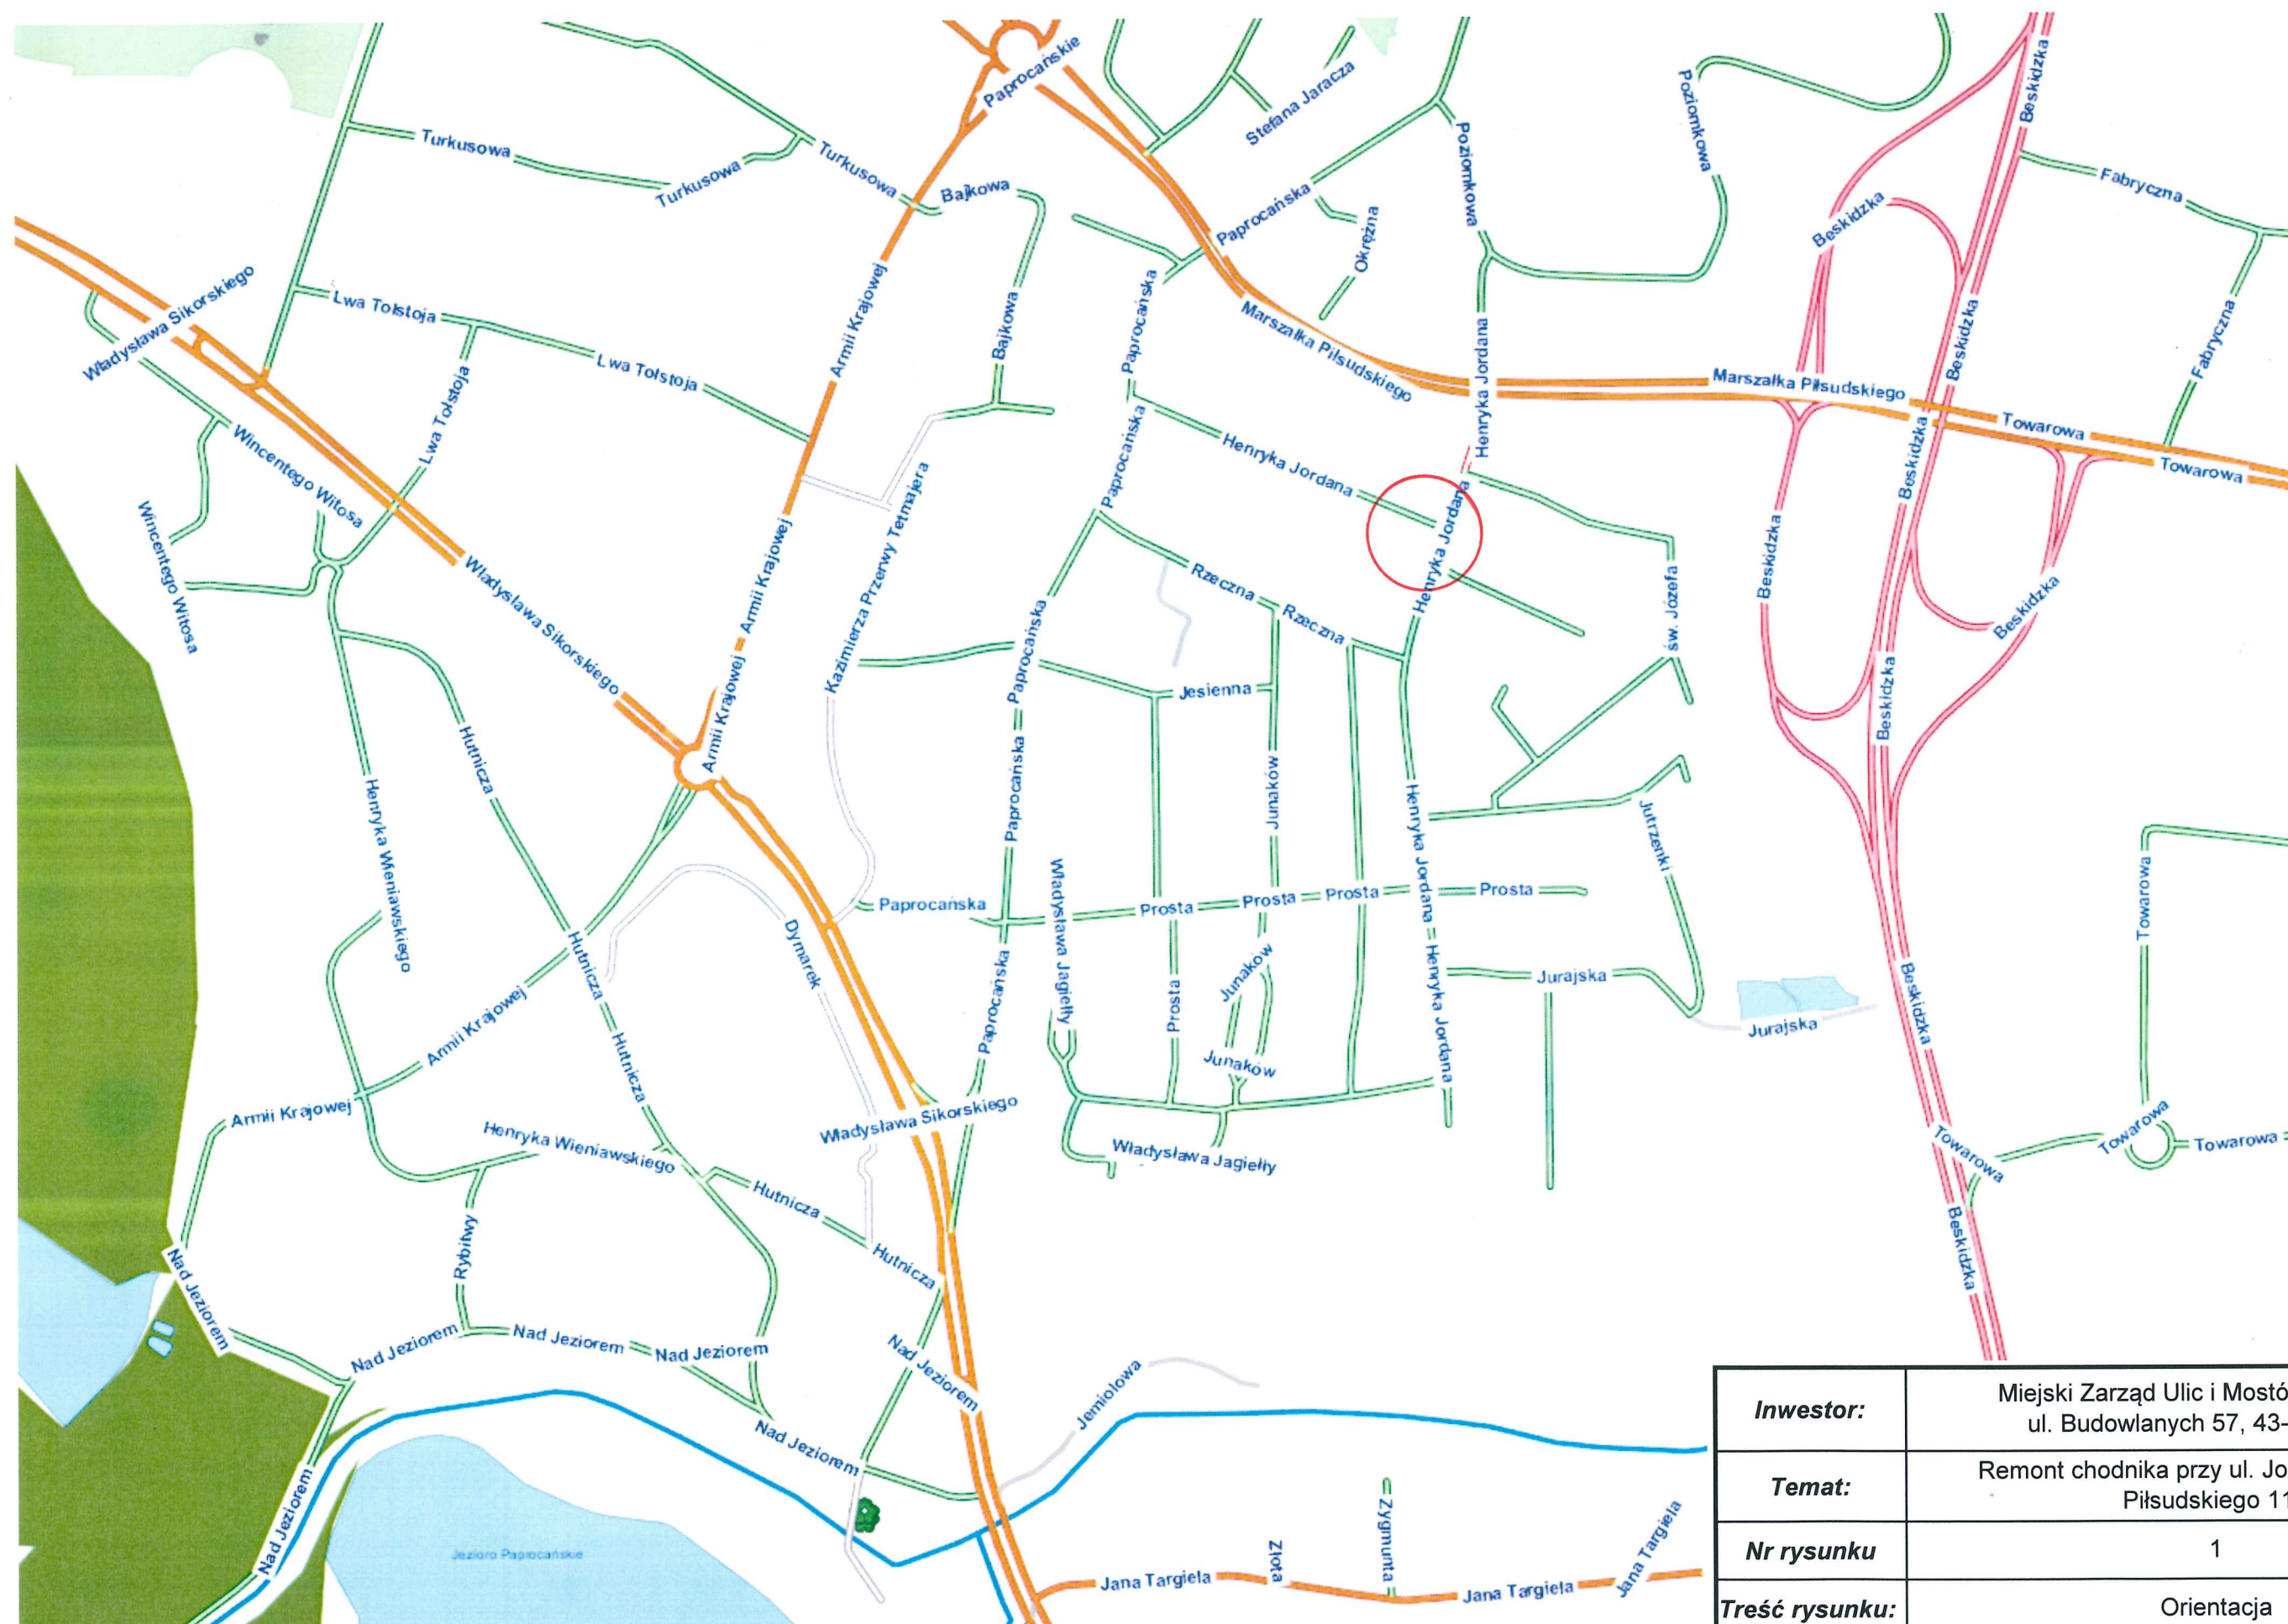 Paprocańskie
Stefana Jaracza
Poziomkowa
Poziomkowa
Beskidzka
Turkusowa
Turkusowa
Turkusowa
Bajkowa
Paprocańska
Okrężna
Beskidzka
Fabryczna
Władysława Sikorskiego
Lwa Tołstoja
Lwa Tołstoja
Lwa Tołstoja
Armii Krajowej
Bajkowa
Paprocańska
Marszałka Piłsudskiego
Henryka Jordana
Marszałka Piłsudskiego
Beskidzka
Fabryczna
Towarowa
Towarowa
Wincentego Witosa
Wincentego Witosa
Paprocańska
Henryka Jordana
Henryka Jordana
Beskidzka
Beskidzka
Beskidzka
Władysława Sikorskiego
Armii Krajowej
Armii Krajowej
Kazimierza Przerwy Tetmajera
Rzeczna
Rzeczna
św. Józefa
Paprocańska
Jesienna
Beskidzka
Hutnicza
Henryka Wieniawskiego
Paprocańska
Junaków
Henryka Jordana
Jutrzenki
Paprocańska
Władysława Jagiełły
Prosta
Prosta
Prosta
Prosta
Towarowa
Hutnicza
Dymarek
Paprocańska
Prosta
Junaków
Junaków
Henryka Jordana
Jurajska
Jurajska
Beskidzka
Armii Krajowej
Hutnicza
Armii Krajowej
Henryka Wieniawskiego
Władysława Sikorskiego
Władysława Jagiełły
Towarowa
Towarowa
Towarowa
Hutnicza
Hutnicza
Rybitwy
Beskidzka
Nad Jeziorem
Nad Jeziorem
Nad Jeziorem
Nad Jeziorem
Nad Jeziorem
Nad Jeziorem
Nad Jeziorem
Jemiołowa
Jezioro Paprocańskie
Jana Targiela
Złota
Zygmunta
Jana Targiela
Jana Targiela
Inwestor:
Miejski Zarząd Ulic i Mostó
ul. Budowlanych 57, 43-
Temat:
Remont chodnika przy ul. Jo
Piłsudskiego 11
Nr rysunku
1
Treść rysunku:
Orientacja